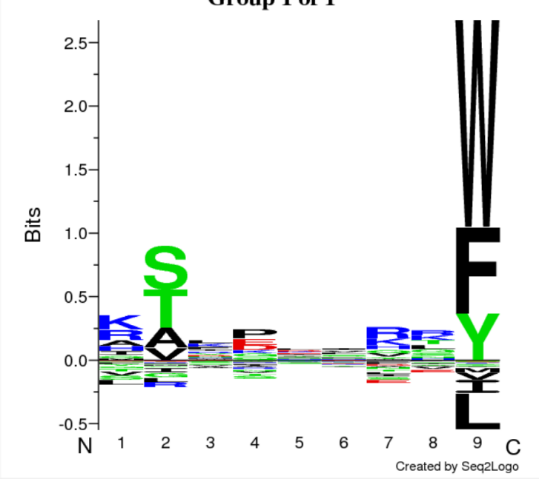 Group 1 of 1
Bits
2.5
2.0
1.5
1.0
0.5
0.0
-0.5
W
F
Y
S
T
A
V
K
R
A
P
D
R
K
R
V
I
L
N 1 2 3 4 5 6 7 8 9 C
Created by Seq2Logo